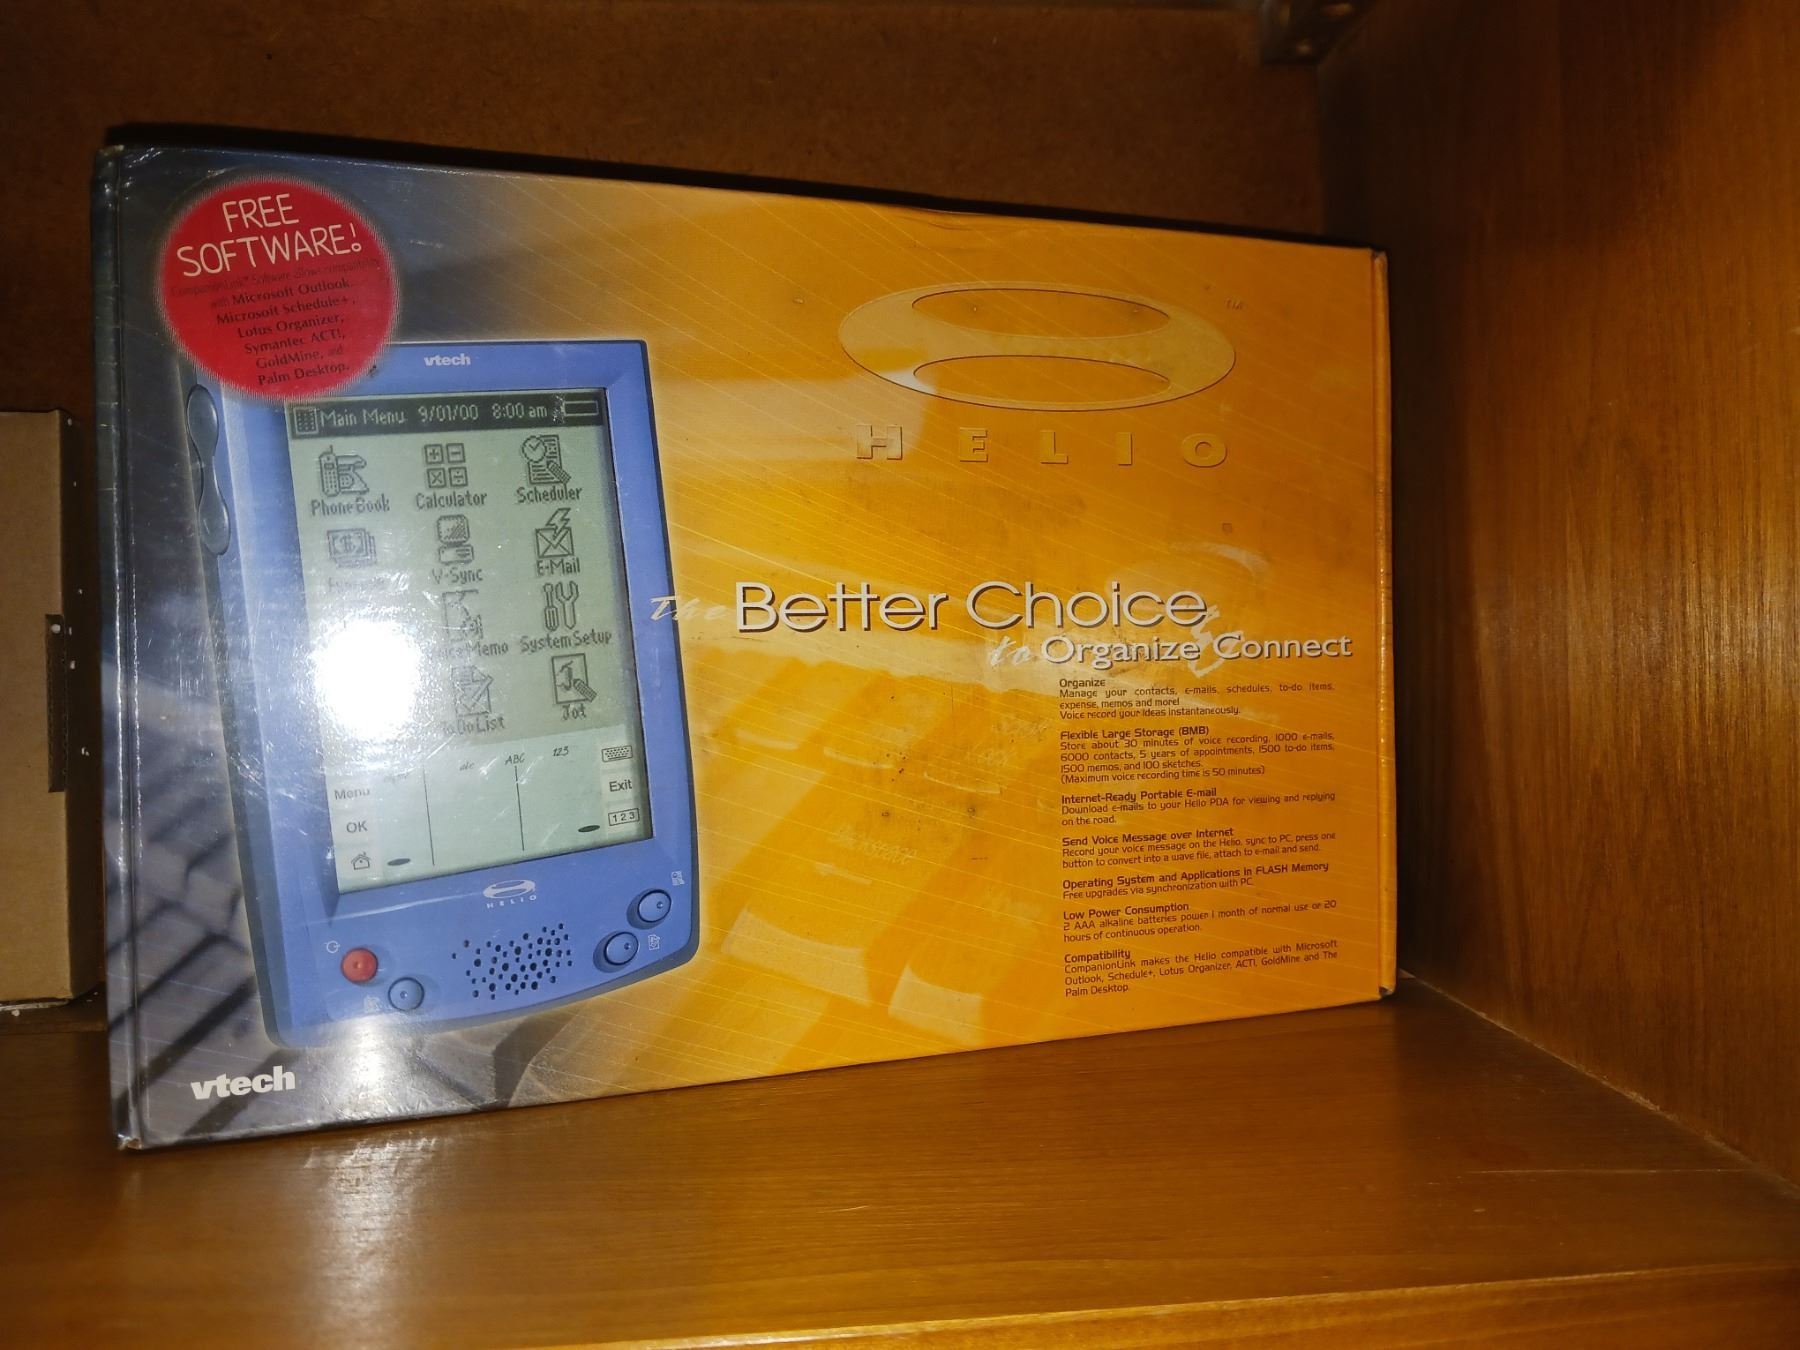 FREE
SOFTWARE!
CompanionLink™ Software allows compatibility
with Microsoft Outlook,
Microsoft Schedule+,
Lotus Organizer,
Symantec ACT!,
GoldMine, and
Palm Desktop.
vtech
Main Menu 9/01/00 8:00 am
Phone Book Calculator Scheduler
V-Sync E-Mail
Memo System Setup
To Do List Jot
abc ABC 123
Menu Exit
OK 123
HELIO
vtech
TM
HELIO
The Better Choice
to Organize & Connect
Organize
Manage your contacts, e-mails, schedules, to-do items,
expense, memos and more!
Voice record your ideas instantaneously.
Flexible Large Storage (8MB)
Store about 30 minutes of voice recording, 1000 e-mails,
6000 contacts, 5 years of appointments, 1500 to-do items,
1500 memos, and 100 sketches.
(Maximum voice recording time is 50 minutes)
Internet-Ready Portable E-mail
Download e-mails to your Helio PDA for viewing and replying
on the road.
Send Voice Message over Internet
Record your voice message on the Helio, sync to PC, press one
button to convert into a wave file, attach to e-mail and send.
Operating System and Applications in FLASH Memory
Free upgrades via synchronization with PC
Low Power Consumption
2 AAA alkaline batteries power 1 month of normal use or 20
hours of continuous operation.
Compatibility
CompanionLink makes the Helio compatible with Microsoft
Outlook, Schedule+, Lotus Organizer, ACT!, GoldMine and The
Palm Desktop.